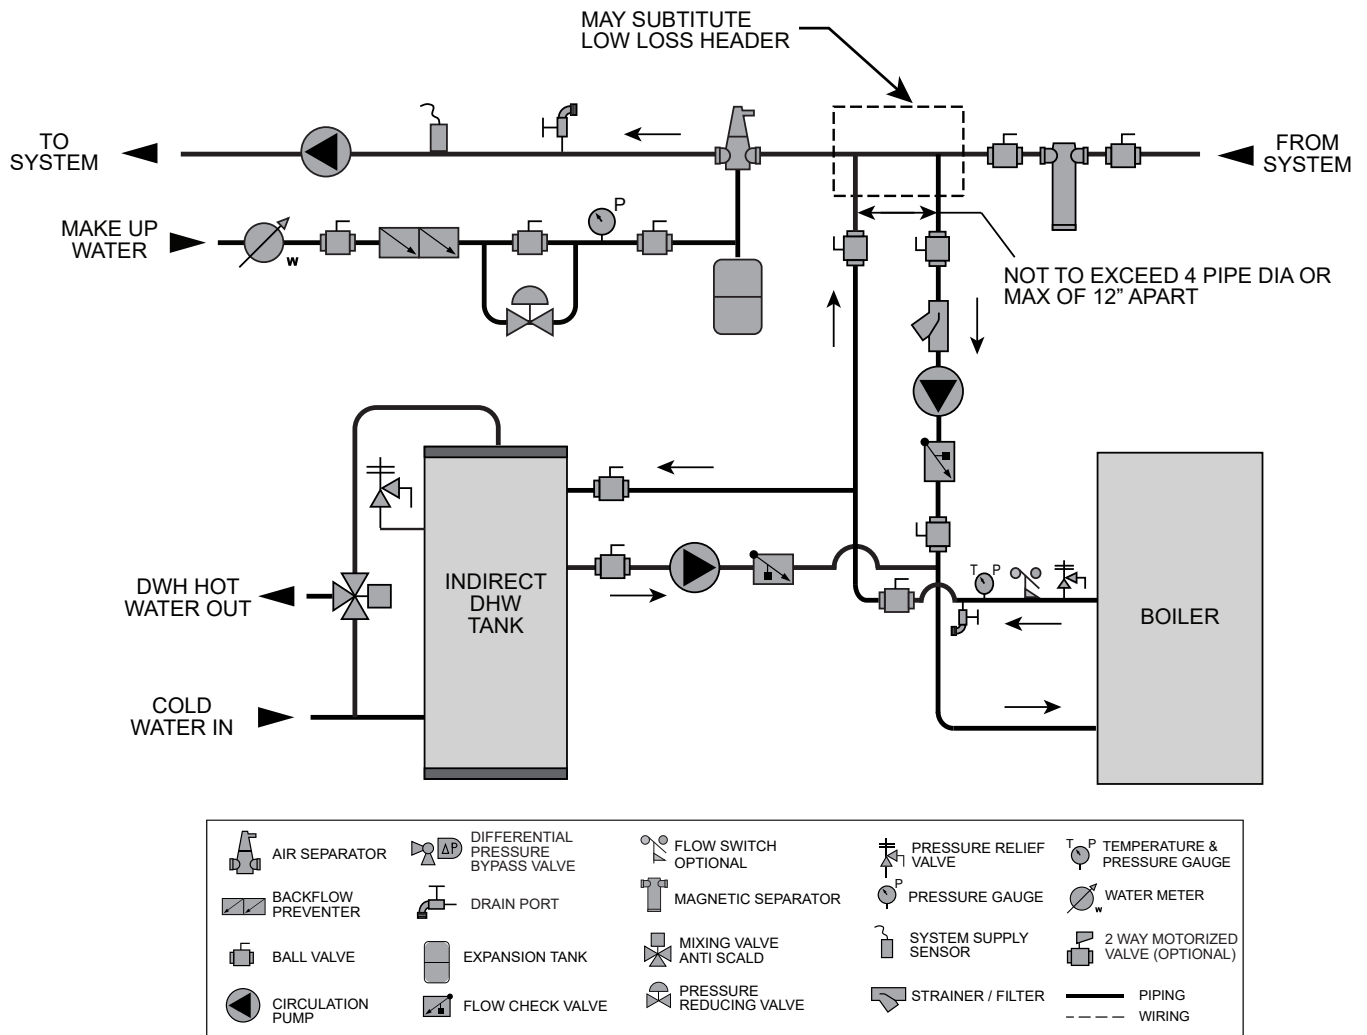 MAY SUBTITUTE
LOW LOSS HEADER
TO
SYSTEM
FROM
SYSTEM
MAKE UP
WATER
W
P
NOT TO EXCEED 4 PIPE DIA OR
MAX OF 12” APART
INDIRECT
DHW
TANK
DWH HOT
WATER OUT
COLD
WATER IN
T P
BOILER
AIR SEPARATOR
BACKFLOW
PREVENTER
BALL VALVE
CIRCULATION
PUMP
ΔP
DIFFERENTIAL
PRESSURE
BYPASS VALVE
DRAIN PORT
EXPANSION TANK
FLOW CHECK VALVE
FLOW SWITCH
OPTIONAL
MAGNETIC SEPARATOR
MIXING VALVE
ANTI SCALD
PRESSURE
REDUCING VALVE
PRESSURE RELIEF
VALVE
P
PRESSURE GAUGE
SYSTEM SUPPLY
SENSOR
STRAINER / FILTER
T P
TEMPERATURE &
PRESSURE GAUGE
W
WATER METER
2 WAY MOTORIZED
VALVE (OPTIONAL)
PIPING
WIRING